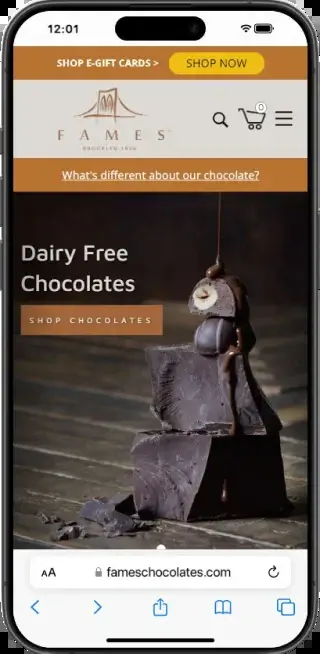 12:01
SHOP E-GIFT CARDS >
SHOP NOW
FAMES
BROOKLYN 1986
0
What's different about our chocolate?
Dairy Free
Chocolates
SHOP CHOCOLATES
AA
fameschocolates.com